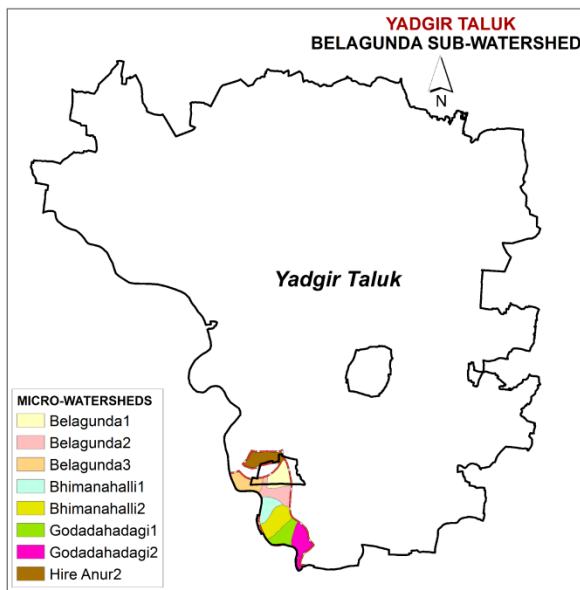 YADGIR TALUK
BELAGUNDA SUB-WATERSHED
N
Yadgir Taluk
MICRO-WATERSHEDS
Belagunda1
Belagunda2
Belagunda3
Bhimanahalli1
Bhimanahalli2
Godadahadagi1
Godadahadagi2
Hire Anur2